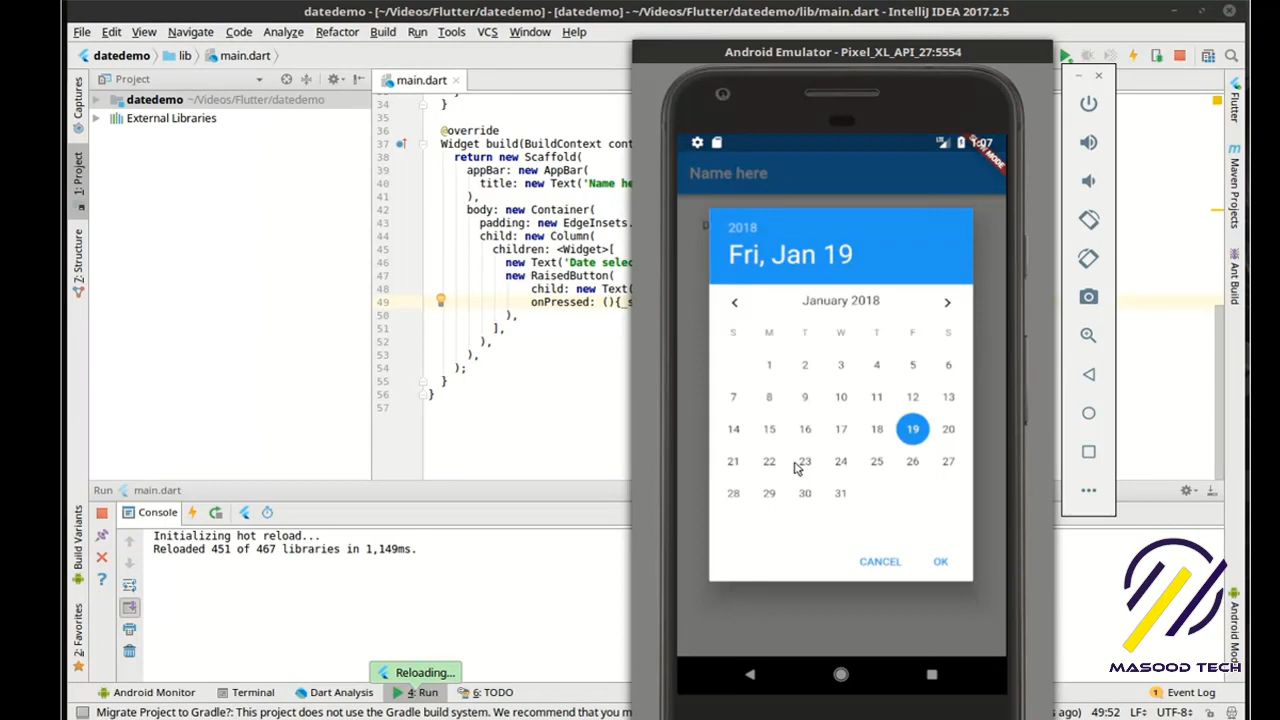 datedemo - [~/Videos/Flutter/datedemo] - [datedemo] - ~/Videos/Flutter/datedemo/lib/main.dart - IntelliJ IDEA 2017.2.5
File Edit View Navigate Code Analyze Refactor Build Run Tools VCS Window Help
datedemo lib main.dart
Project
main.dart
datedemo ~/Videos/Flutter/datedemo
External Libraries
Captures
1: Project
Z: Structure
Build Variants
2: Favorites
34 }
35
36 @override
37 Widget build(BuildContext cont
38 return new Scaffold(
39 appBar: new AppBar(
40 title: new Text('Name he
41 ),
42 body: new Container(
43 padding: new EdgeInsets.
44 child: new Column(
45 children: <Widget>[
46 new Text('Date selec
47 new RaisedButton(
48 child: new Text(
49 onPressed: (){_s
50 ),
51 ],
52 ),
53 ),
54 );
55 }
56 }
57
Android Emulator - Pixel_XL_API_27:5554
1:07
MODE
Name here
2018
Fri, Jan 19
January 2018
S M T W T F S
1 2 3 4 5 6
7 8 9 10 11 12 13
14 15 16 17 18 19 20
21 22 23 24 25 26 27
28 29 30 31
CANCEL OK
Flutter
Maven Projects
Ant Build
Run main.dart
Console
Initializing hot reload...
Reloaded 451 of 467 libraries in 1,149ms.
Reloading...
Android Monitor Terminal Dart Analysis 4: Run 6: TODO
1 Event Log
Migrate Project to Gradle?: This project does not use the Gradle build system. We recommend that you m
s ago) 49:52 LF UTF-8
MASOOD TECH